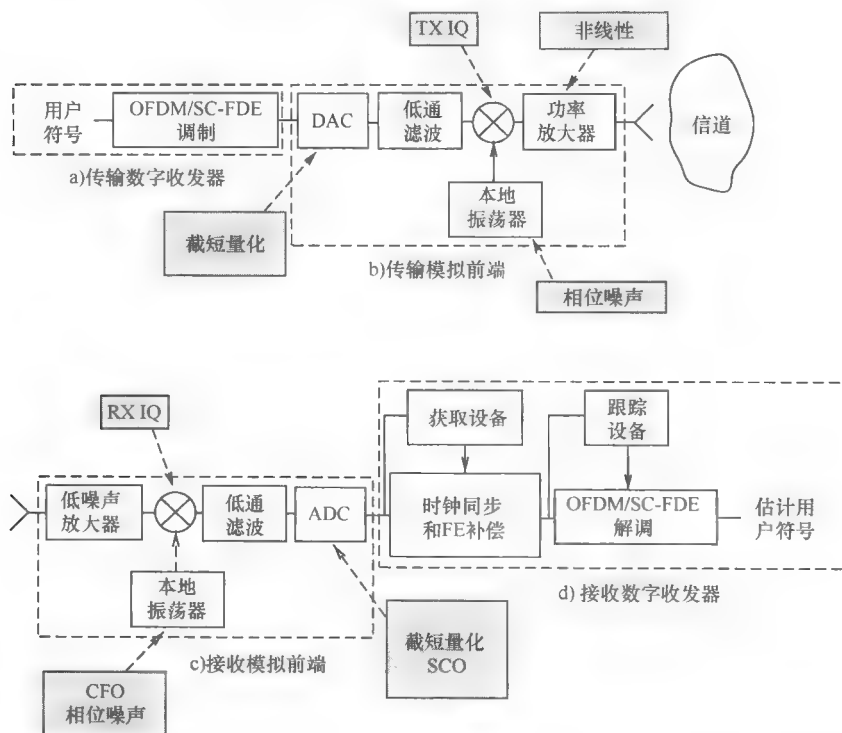 TX IQ
非线性
用户
符号
OFDM/SC-FDE
调制
DAC
低通
滤波
功率
放大器
信道
a)传输数字收发器
本地
振荡器
截短量化
b)传输模拟前端
相位噪声
RX IQ
获取设备
跟踪
设备
低噪声
放大器
低通
滤波
ADC
时钟同步
和FE补偿
OFDM/SC-FDE
解调
估计用
户符号
本地
振荡器
d) 接收数字收发器
c)接收模拟前端
截短量化
SCO
CFO
相位噪声